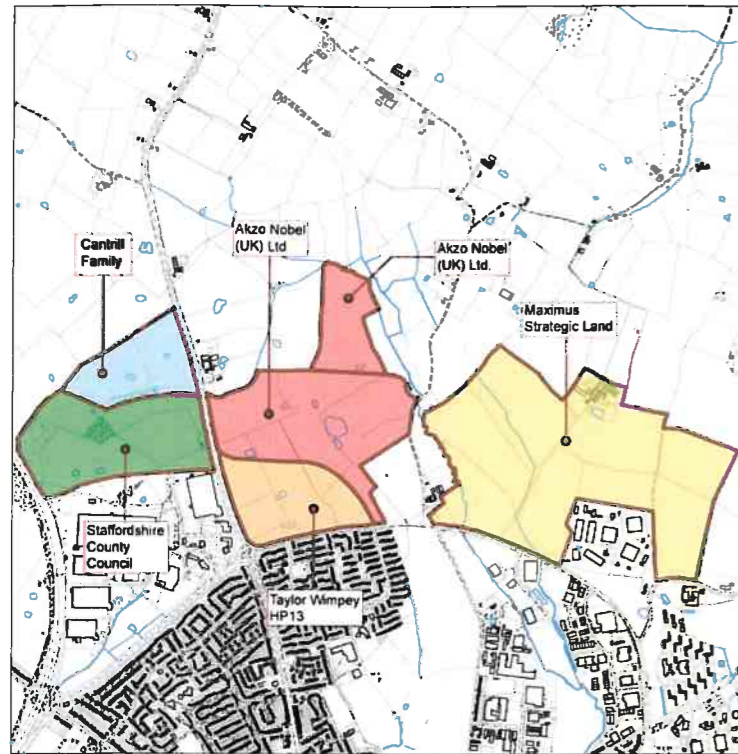 Cantrill
Family
Akzo Nobel
(UK) Ltd
Akzo Nobel
(UK) Ltd.
Maximus
Strategic Land
Staffordshire
County
Council
Taylor Wimpey
HP13